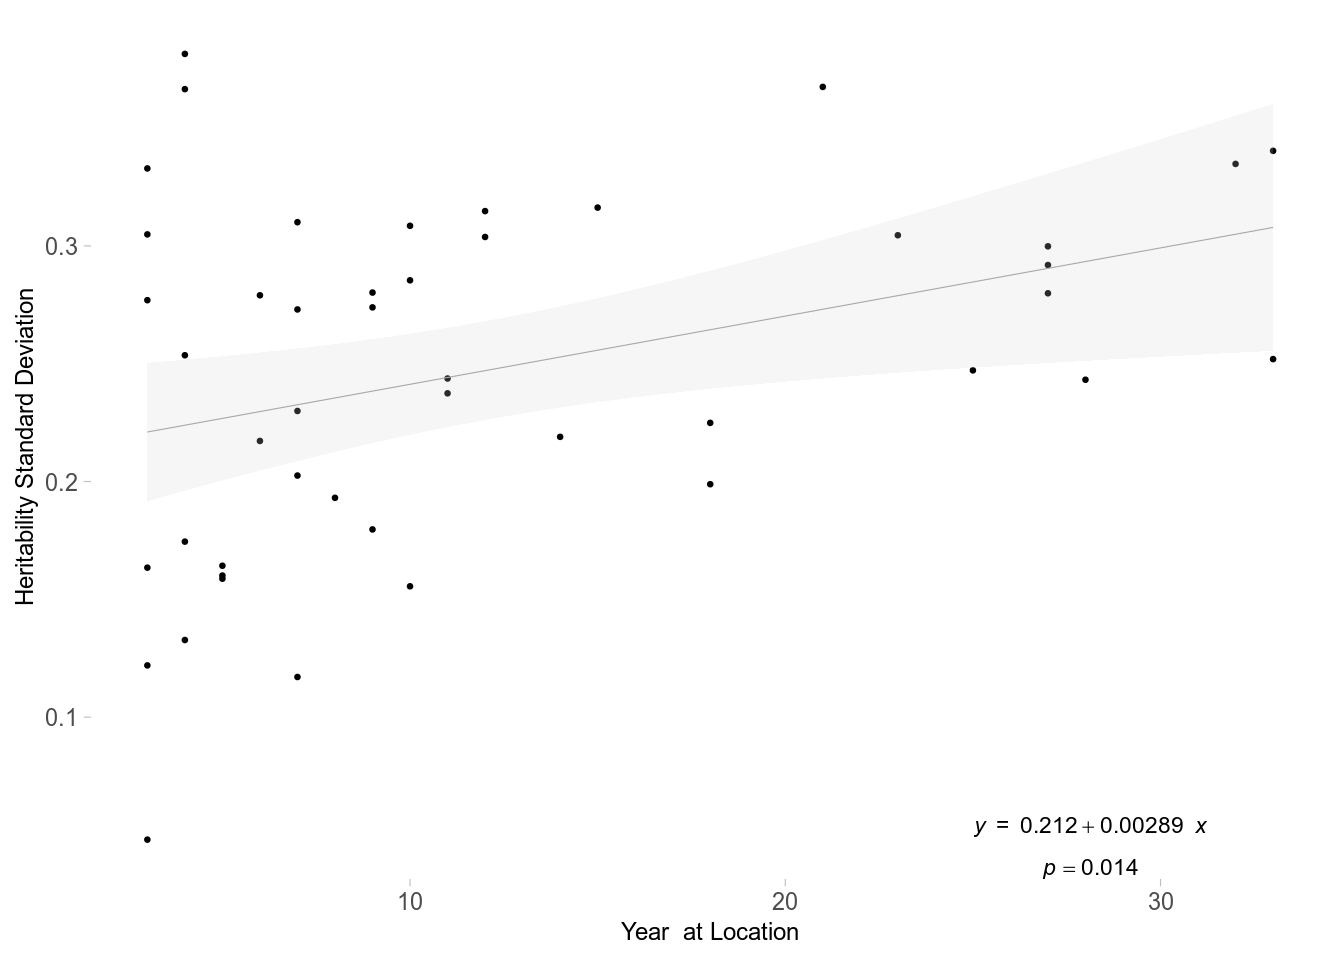 Heritability Standard Deviation
0.3
0.2
0.1
y = 0.212 + 0.00289 x
p = 0.014
10 20 30
Year at Location